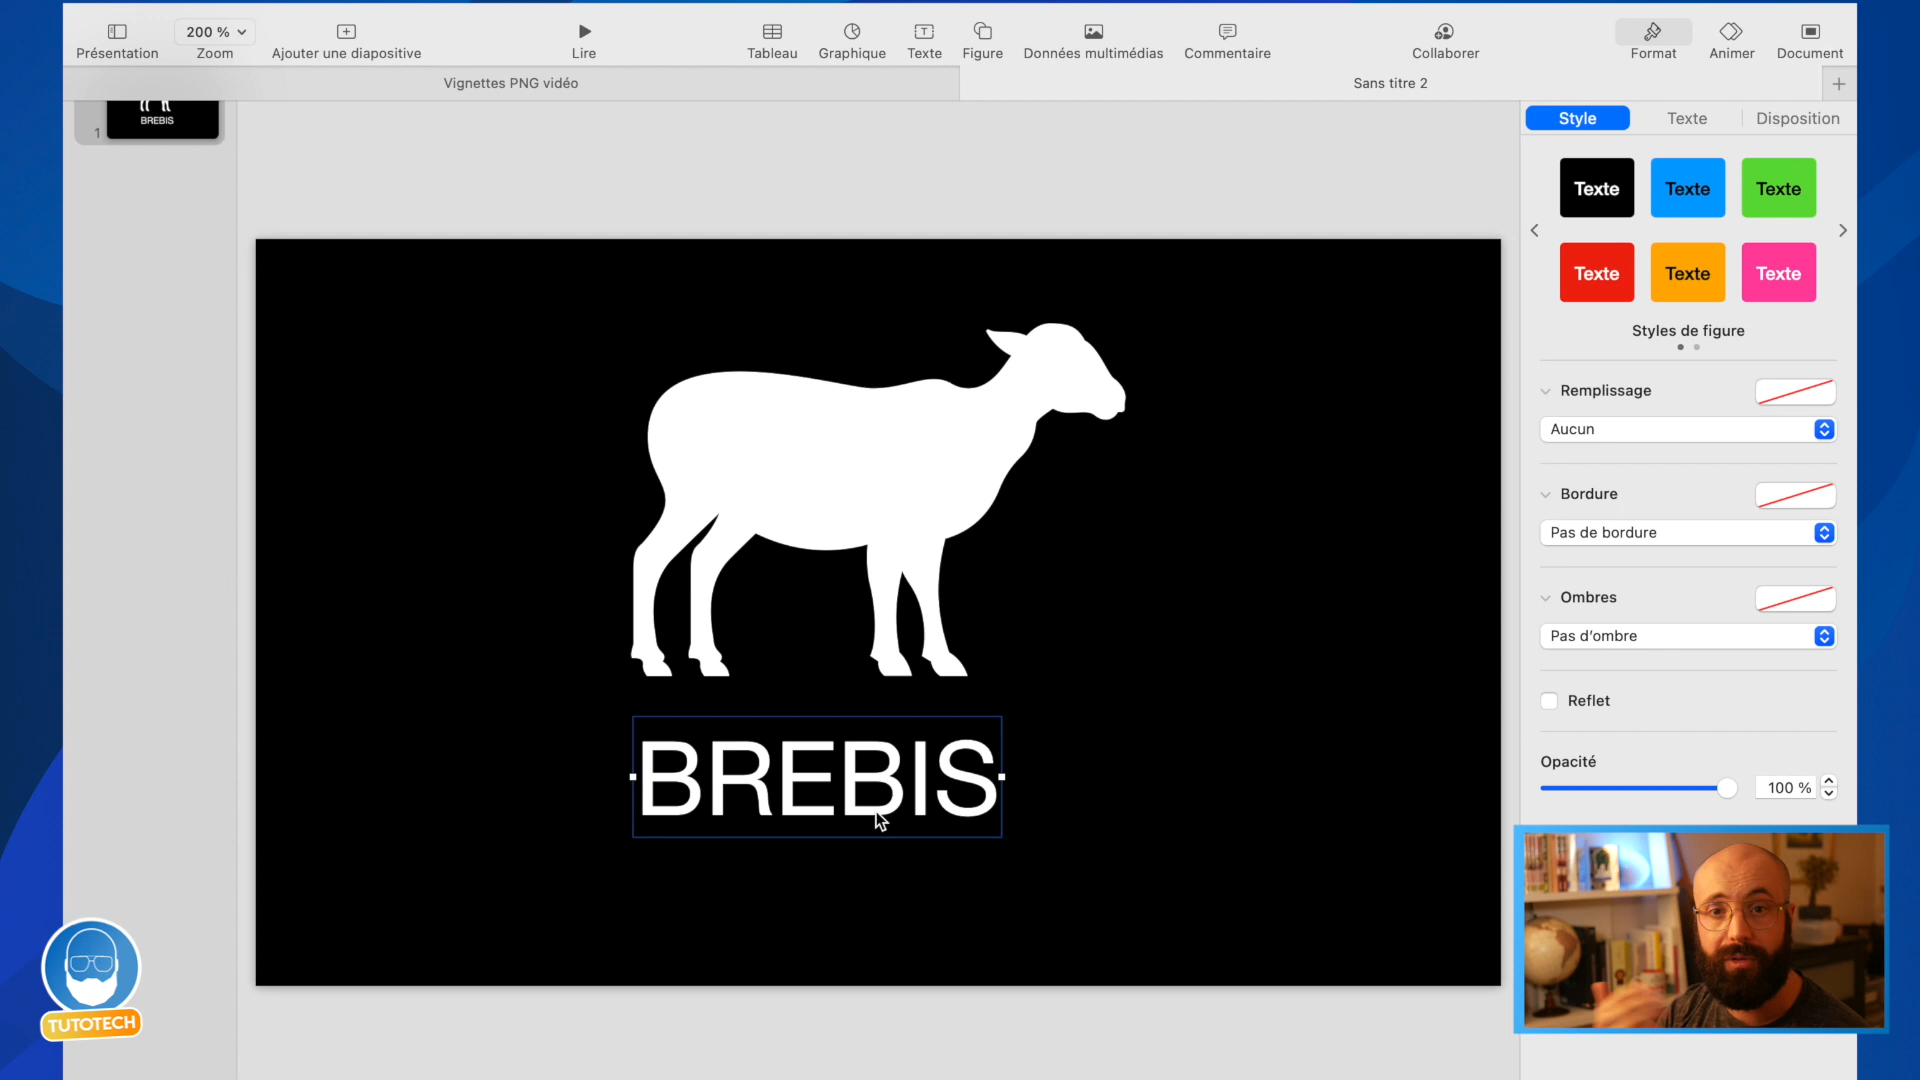 200 %
Présentation
Zoom
Ajouter une diapositive
Lire
Tableau
Graphique
Texte
Figure
Données multimédias
Commentaire
Collaborer
Format
Animer
Document
Vignettes PNG vidéo
Sans titre 2
BREBIS
1
Style
Texte
Disposition
Texte
Texte
Texte
Texte
Texte
Texte
Styles de figure
Remplissage
Aucun
Bordure
Pas de bordure
Ombres
Pas d'ombre
Reflet
Opacité
100 %
BREBIS
TUTOTECH